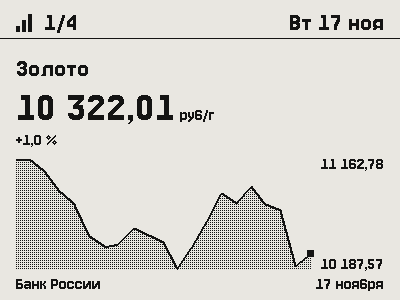 1/4 Вт 17 ноя
Золото
10 322,01 руб/г
+1,0 %
11 162,78
10 187,57
Банк России 17 ноября